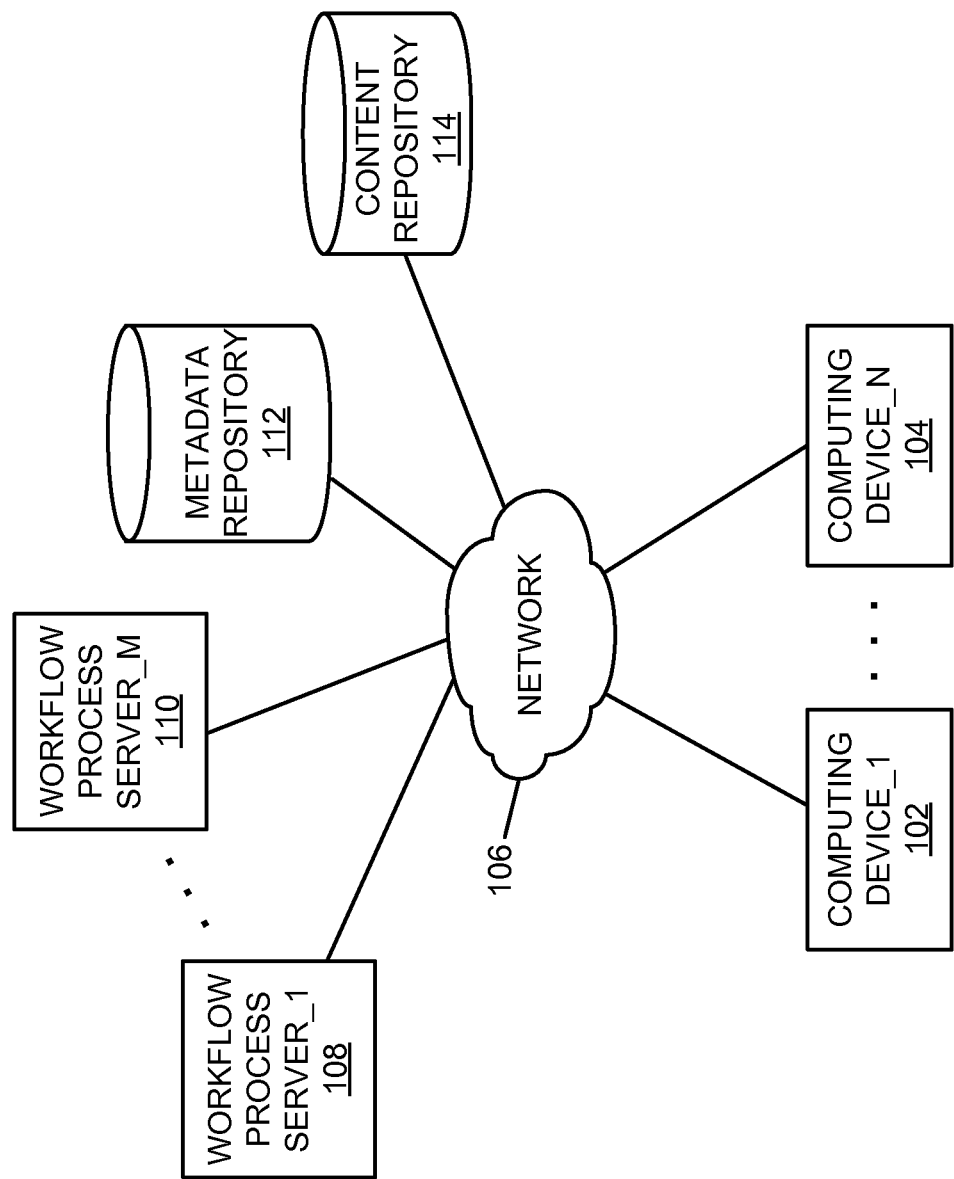 WORKFLOW
PROCESS
SERVER_1
108
WORKFLOW
PROCESS
SERVER_M
110
METADATA
REPOSITORY
112
CONTENT
REPOSITORY
114
NETWORK
106
COMPUTING
DEVICE_1
102
COMPUTING
DEVICE_N
104